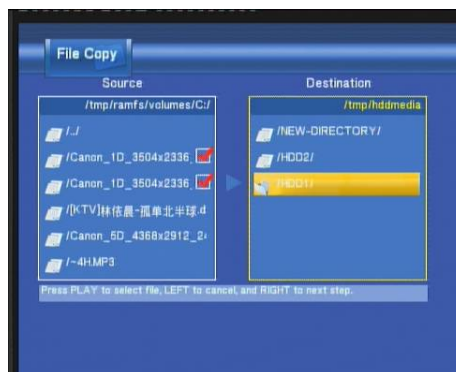 File Copy
Source
/tmp/ramfs/volumes/C:/
/../
/Canon_1D_3504x2336_
/Canon_1D_3504x2336_
/[KTV]林依晨-孤单北半球.d
/Canon_5D_4368x2912_24
/~4H.MP3
Destination
/tmp/hddmedia
/NEW-DIRECTORY/
/HDD2/
/HDD1/
Press PLAY to select file, LEFT to cancel, and RIGHT to next step.